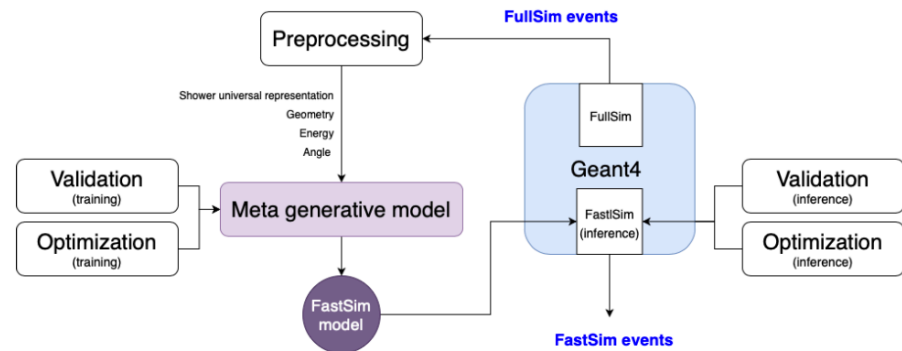 FullSim events
Preprocessing
Shower universal representation
Geometry
Energy
Angle
FullSim
Geant4
Validation
(training)
Optimization
(training)
Meta generative model
FastlSim
(inference)
Validation
(inference)
Optimization
(inference)
FastSim
model
FastSim events